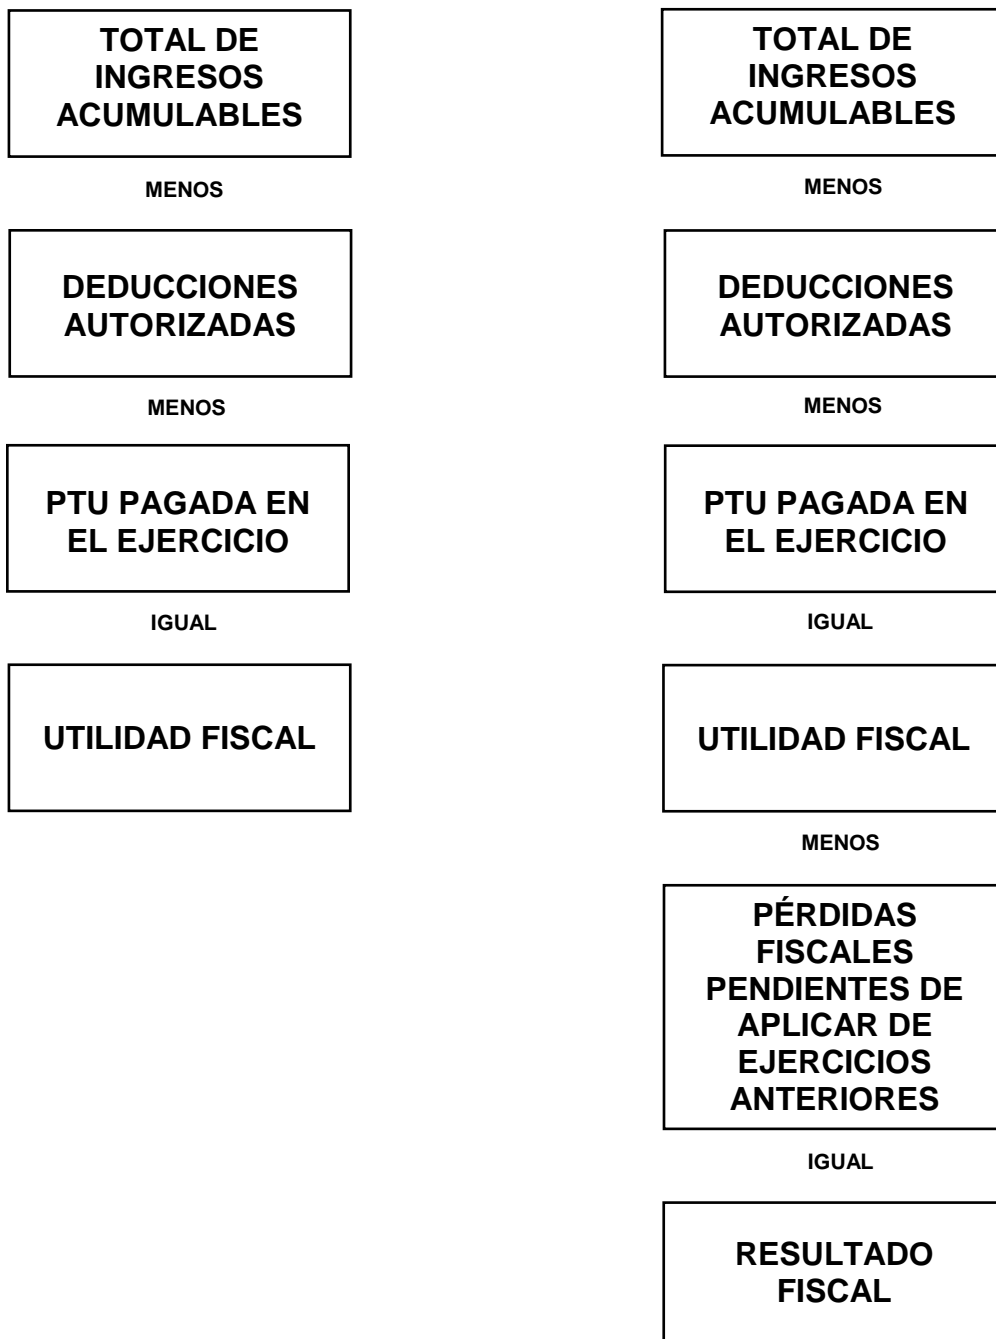 TOTAL DE
INGRESOS
ACUMULABLES
MENOS
DEDUCCIONES
AUTORIZADAS
MENOS
PTU PAGADA EN
EL EJERCICIO
IGUAL
UTILIDAD FISCAL
TOTAL DE
INGRESOS
ACUMULABLES
MENOS
DEDUCCIONES
AUTORIZADAS
MENOS
PTU PAGADA EN
EL EJERCICIO
IGUAL
UTILIDAD FISCAL
MENOS
PÉRDIDAS
FISCALES
PENDIENTES DE
APLICAR DE
EJERCICIOS
ANTERIORES
IGUAL
RESULTADO
FISCAL